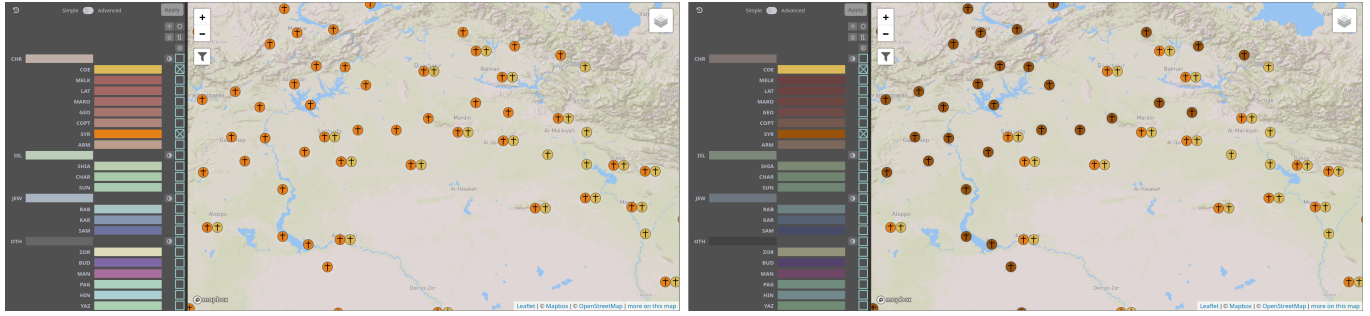 Simple Advanced Apply
CHR
COE
MELK
LAT
MARO
GEO
COPT
SYR
ARM
ISL
SHIA
CHAR
SUN
JEW
RAB
KAR
SAM
OTH
ZOR
BUD
MAN
PAG
HIN
YAZ
+
−
Batman
Mardin
Al-Malikiyah
Al-Hasakah
Aleppo
Deir ez-Zor
mapbox
Leaflet | © Mapbox | © OpenStreetMap | more on this map
Simple Advanced Apply
CHR
COE
MELK
LAT
MARO
GEO
COPT
SYR
ARM
ISL
SHIA
CHAR
SUN
JEW
RAB
KAR
SAM
OTH
ZOR
BUD
MAN
PAG
HIN
YAZ
+
−
Batman
Mardin
Al-Malikiyah
Al-Hasakah
Aleppo
Deir ez-Zor
mapbox
Leaflet | © Mapbox | © OpenStreetMap | more on this map